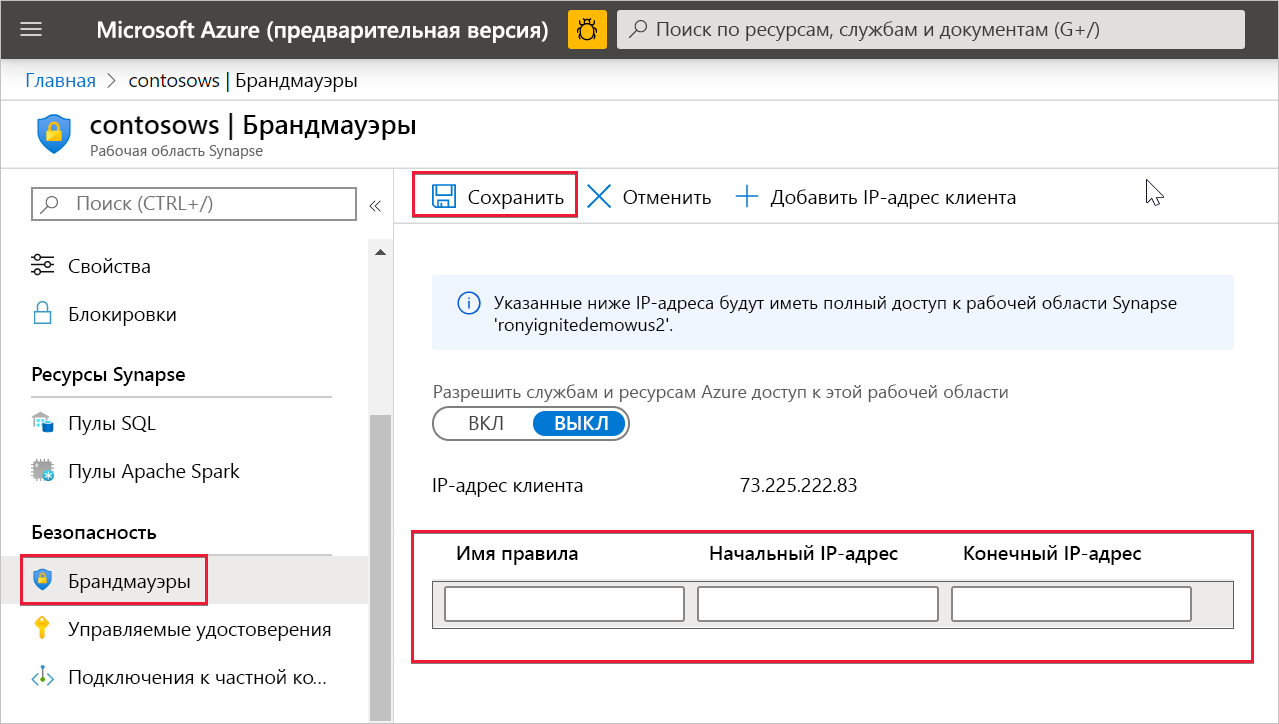 Microsoft Azure (предварительная версия)
Поиск по ресурсам, службам и документам (G+/)
Главная > contosows | Брандмауэры
contosows | Брандмауэры
Рабочая область Synapse
Поиск (CTRL+/)
«
Свойства
Блокировки
Ресурсы Synapse
Пулы SQL
Пулы Apache Spark
Безопасность
Брандмауэры
Управляемые удостоверения
Подключения к частной ко...
Сохранить Отменить Добавить IP-адрес клиента
Указанные ниже IP-адреса будут иметь полный доступ к рабочей области Synapse
'ronyignitedemowus2'.
Разрешить службам и ресурсам Azure доступ к этой рабочей области
ВКЛ ВЫКЛ
IP-адрес клиента 73.225.222.83
Имя правила Начальный IP-адрес Конечный IP-адрес